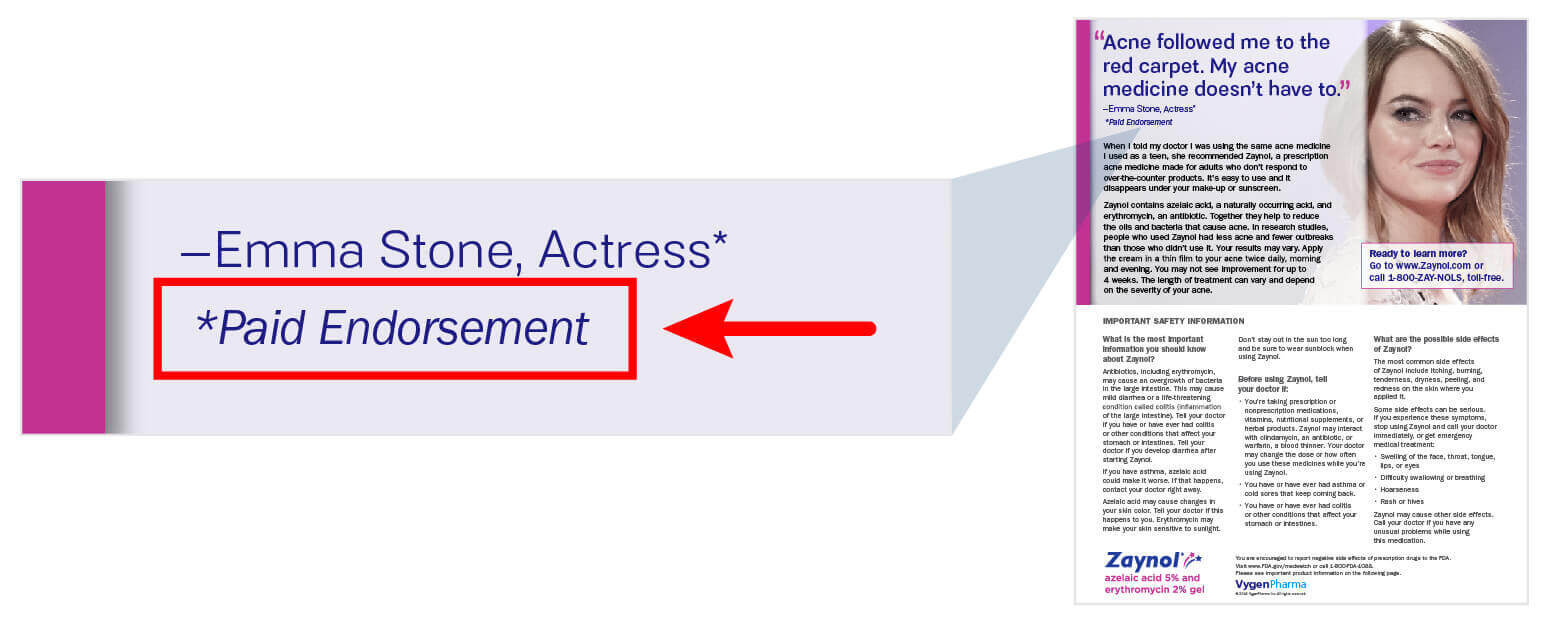 —Emma Stone, Actress*
*Paid Endorsement
“Acne followed me to the
red carpet. My acne
medicine doesn’t have to.”
—Emma Stone, Actress*
*Paid Endorsement
When I told my doctor I was using the same acne medicine
I used as a teen, she recommended Zaynol, a prescription
acne medicine made for adults who don’t respond to
over-the-counter products. It’s easy to use and it
disappears under your make-up or sunscreen.
Zaynol contains azelaic acid, a naturally occurring acid, and
erythromycin, an antibiotic. Together they help to reduce
the oils and bacteria that cause acne. In research studies,
people who used Zaynol had less acne and fewer outbreaks
than those who didn’t use it. Your results may vary. Apply
the cream in a thin film to your acne twice daily, morning
and evening. You may not see improvement for up to
4 weeks. The length of treatment can vary and depend
on the severity of your acne.
Ready to learn more?
Go to www.Zaynol.com or
call 1-800-ZAY-NOLS, toll-free.
IMPORTANT SAFETY INFORMATION
What is the most important
information you should know
about Zaynol?
Antibiotics, including erythromycin,
may cause an overgrowth of bacteria
in the large intestine. This may cause
mild diarrhea or a life-threatening
condition called colitis (inflammation
of the large intestine). Tell your doctor
if you have or have ever had colitis
or other conditions that affect your
stomach or intestines. Tell your
doctor if you develop diarrhea after
starting Zaynol.
If you have asthma, azelaic acid
could make it worse. If that happens,
contact your doctor right away.
Azelaic acid may cause changes in
your skin color. Tell your doctor if this
happens to you. Erythromycin may
make your skin sensitive to sunlight.
Don’t stay out in the sun too long
and be sure to wear sunblock when
using Zaynol.
Before using Zaynol, tell
your doctor if:
· You’re taking prescription or
nonprescription medications,
vitamins, nutritional supplements, or
herbal products. Zaynol may interact
with clindamycin, an antibiotic, or
warfarin, a blood thinner. Your doctor
may change the dose or how often
you use these medicines while you’re
using Zaynol.
· You have or have ever had asthma or
cold sores that keep coming back.
· You have or have ever had colitis
or other conditions that affect your
stomach or intestines.
What are the possible side effects
of Zaynol?
The most common side effects
of Zaynol include itching, burning,
tenderness, dryness, peeling, and
redness on the skin where you
applied it.
Some side effects can be serious.
If you experience these symptoms,
stop using Zaynol and call your doctor
immediately, or get emergency
medical treatment:
· Swelling of the face, throat, tongue,
lips, or eyes
· Difficulty swallowing or breathing
· Hoarseness
· Rash or hives
Zaynol may cause other side effects.
Call your doctor if you have any
unusual problems while using
this medication.
Zaynol
azelaic acid 5% and
erythromycin 2% gel
You are encouraged to report negative side effects of prescription drugs to the FDA.
Visit www.FDA.gov/medwatch or call 1-800-FDA-1088.
Please see important product information on the following page.
VygenPharma